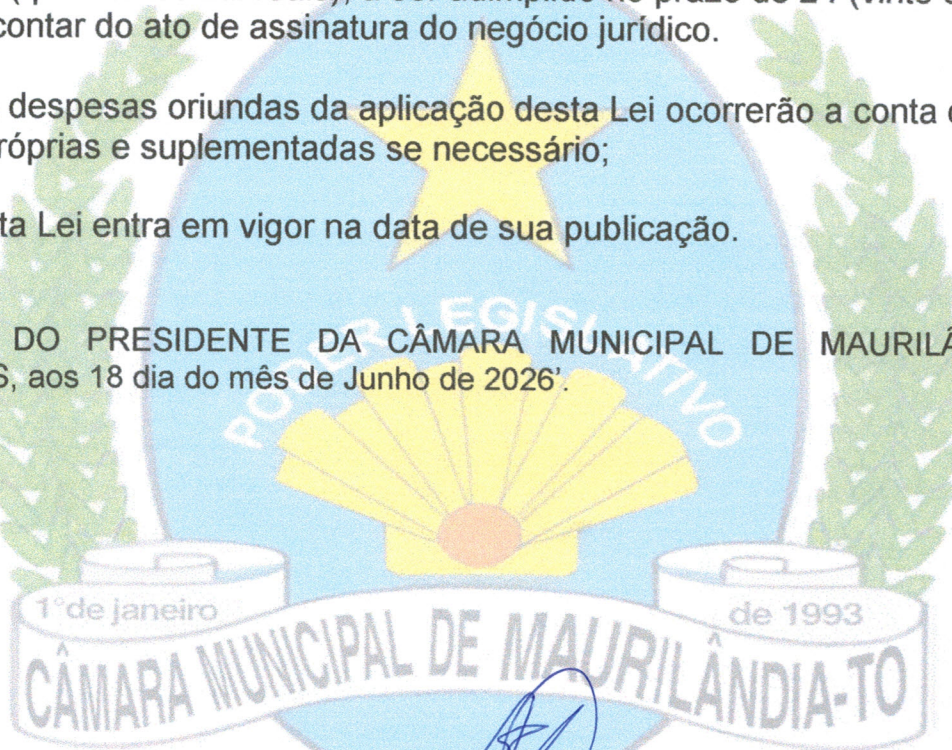 contar do ato de assinatura do negócio jurídico.
despesas oriundas da aplicação desta Lei ocorrerão a conta
róprias e suplementadas se necessário;
ta Lei entra em vigor na data de sua publicação.
DO PRESIDENTE DA CÂMARA MUNICIPAL DE MAURILÂ
S, aos 18 dia do mês de Junho de 2026'.
PODER LEGISLATIVO
1°de janeiro de 1993
CÂMARA MUNICIPAL DE MAURILÂNDIA-TO